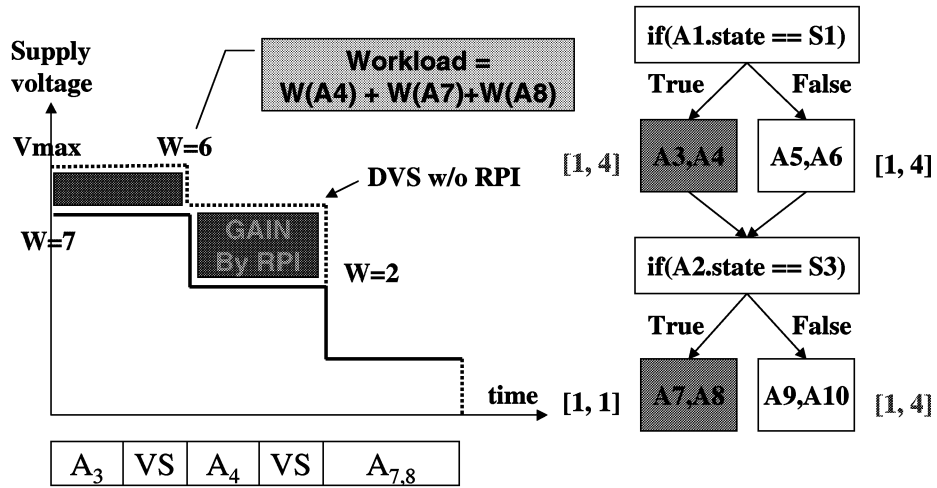 Supply
voltage
Workload =
W(A4) + W(A7)+W(A8)
Vmax
W=6
DVS w/o RPI
W=7
GAIN
By RPI
W=2
time
A3
VS
A4
VS
A7,8
if(A1.state == S1)
True
False
[1, 4]
A3,A4
A5,A6
[1, 4]
if(A2.state == S3)
True
False
[1, 1]
A7,A8
A9,A10
[1, 4]